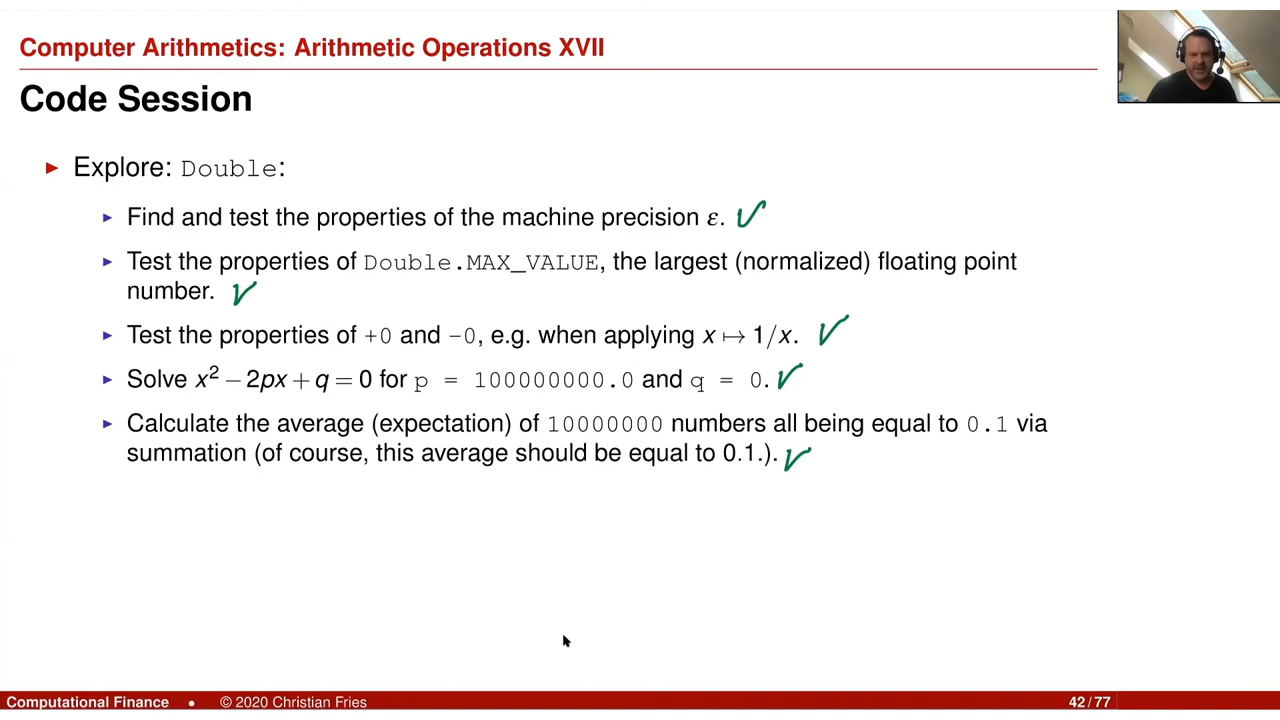 Computer Arithmetics: Arithmetic Operations XVII
Code Session
Explore: Double:
Find and test the properties of the machine precision ε.
Test the properties of Double.MAX_VALUE, the largest (normalized) floating point
number.
Test the properties of +0 and -0, e.g. when applying x ↦ 1/x.
Solve x² − 2px + q = 0 for p = 100000000.0 and q = 0.
Calculate the average (expectation) of 10000000 numbers all being equal to 0.1 via
summation (of course, this average should be equal to 0.1.).
Computational Finance • © 2020 Christian Fries 42/77